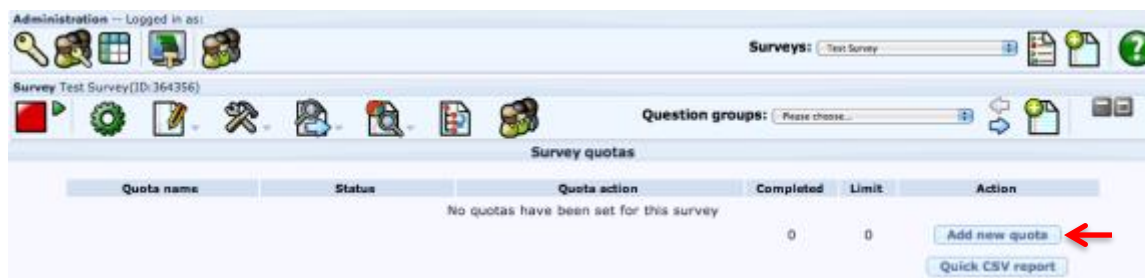 Administration -- Logged in as:
Surveys: Test Survey
Survey Test Survey(ID:364356)
Question groups: Please choose...
Survey quotas
Quota name Status Quota action Completed Limit Action
No quotas have been set for this survey
0 0 Add new quota
Quick CSV report